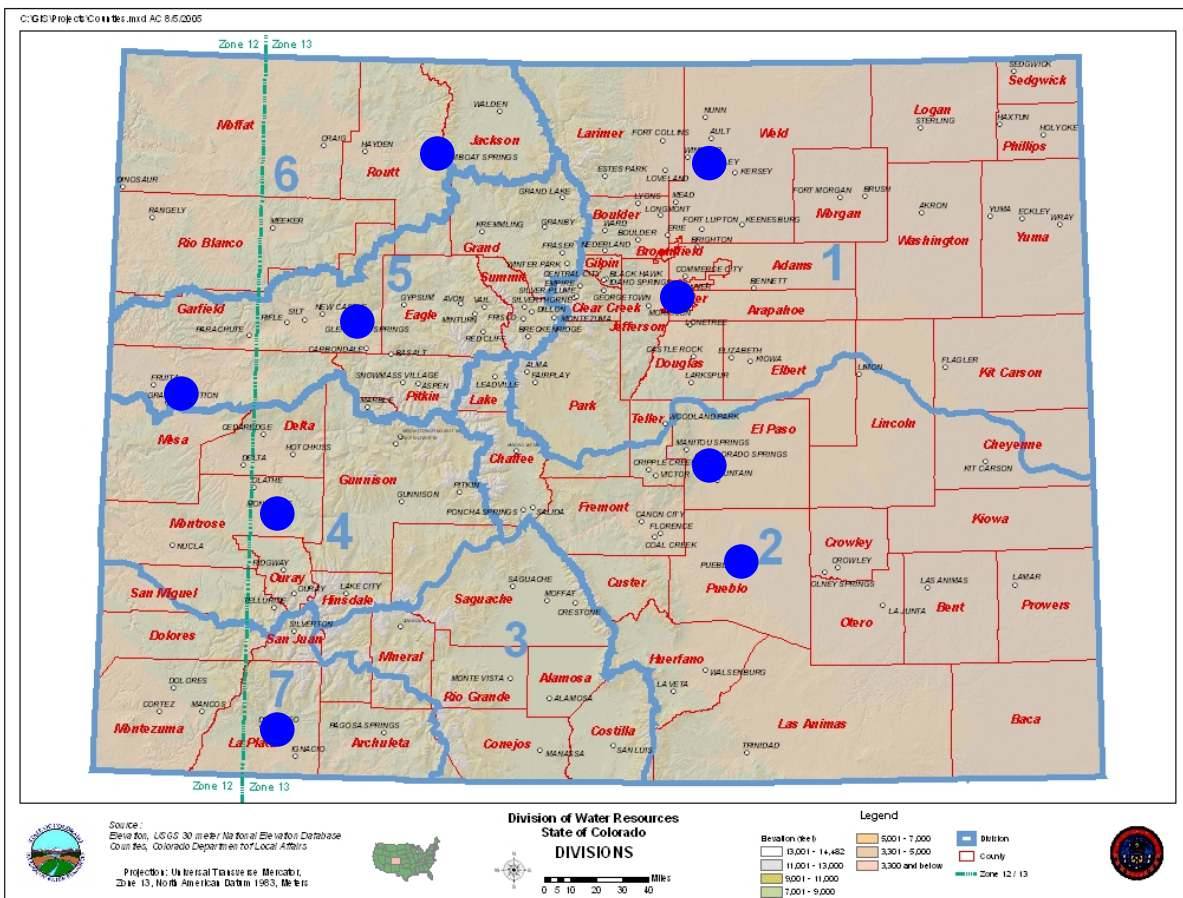 C:\GIS\Projects\Counties.mxd AC 8/5/2005
Zone 12
Zone 13
SEDGWICK
Sedgwick
WALDEN
Jackson
Moffat
CRAIG
HAYDEN
Routt
Larimer
FORT COLLINS
NUNN
AULT
Weld
Logan
STERLING
HAXTUN
HOLYOKE
Phillips
6
DINOSAUR
ESTES PARK
LOVELAND
KERSEY
GRAND LAKE
RANGELY
MEEKER
Rio Blanco
KREMMLING
GRANBY
Grand
FRASER
WINTER PARK
LYONS
MEAD
LONGMONT
Boulder
WARD
BOULDER
ERIE
NEDERLAND
FORT LUPTON
KEENESBURG
BRIGHTON
Broomfield
FORT MORGAN
BRUSH
Morgan
AKRON
Washington
YUMA
ECKLEY
WRAY
Yuma
5
Summit
Gilpin
CENTRAL CITY
BLACK HAWK
EMPIRE
IDAHO SPRINGS
COMMERCE CITY
Adams
1
BENNETT
Garfield
RIFLE
SILT
PARACHUTE
GYPSUM
AVON
VAIL
Eagle
MINTURN
RED CLIFF
FRISCO
SILVER PLUME
SILVERTHORNE
DILLON
MONTEZUMA
BRECKENRIDGE
GEORGETOWN
Clear Creek
Jefferson
LONETREE
Arapahoe
CARBONDALE
BASALT
SNOWMASS VILLAGE
ASPEN
Pitkin
MARBLE
LEADVILLE
Lake
ALMA
FAIRPLAY
Park
CASTLE ROCK
Douglas
LARKSPUR
ELIZABETH
KIOWA
Elbert
LIMON
FLAGLER
Kit Carson
FRUITA
Mesa
CEDAREDGE
Delta
HOTCHKISS
DELTA
OLATHE
Gunnison
GUNNISON
PITKIN
Chaffee
Teller
WOODLAND PARK
El Paso
MANITOU SPRINGS
CRIPPLE CREEK
VICTOR
Lincoln
Cheyenne
KIT CARSON
Montrose
NUCLA
4
PONCHA SPRINGS
SALIDA
Fremont
CANON CITY
FLORENCE
COAL CREEK
2
Pueblo
Crowley
CROWLEY
OLNEY SPRINGS
Kiowa
RIDGWAY
Ouray
OURAY
San Miguel
TELLURIDE
LAKE CITY
Hinsdale
Saguache
SAGUACHE
MOFFAT
CRESTONE
Custer
LA JUNTA
Otero
LAS ANIMAS
Bent
LAMAR
Prowers
Dolores
SILVERTON
San Juan
Mineral
3
MONTE VISTA
Rio Grande
Alamosa
ALAMOSA
Huerfano
WALSENBURG
LA VETA
DOLORES
CORTEZ
MANCOS
Montezuma
7
La Plata
IGNACIO
PAGOSA SPRINGS
Archuleta
Conejos
MANASSA
Costilla
SAN LUIS
Las Animas
TRINIDAD
Baca
Zone 12
Zone 13
Source:
Elevation, USGS 30 meter National Elevation Database
Counties, Colorado Department of Local Affairs
Projection: Universal Transverse Mercator,
Zone 13, North American Datum 1983, Meters
Division of Water Resources
State of Colorado
DIVISIONS
0 5 10 20 30 40 Miles
Legend
Elevation (feet)
13,001 - 14,482
11,001 - 13,000
9,001 - 11,000
7,001 - 9,000
5,001 - 7,000
3,301 - 5,000
3,300 and below
Division
County
Zone 12 / 13